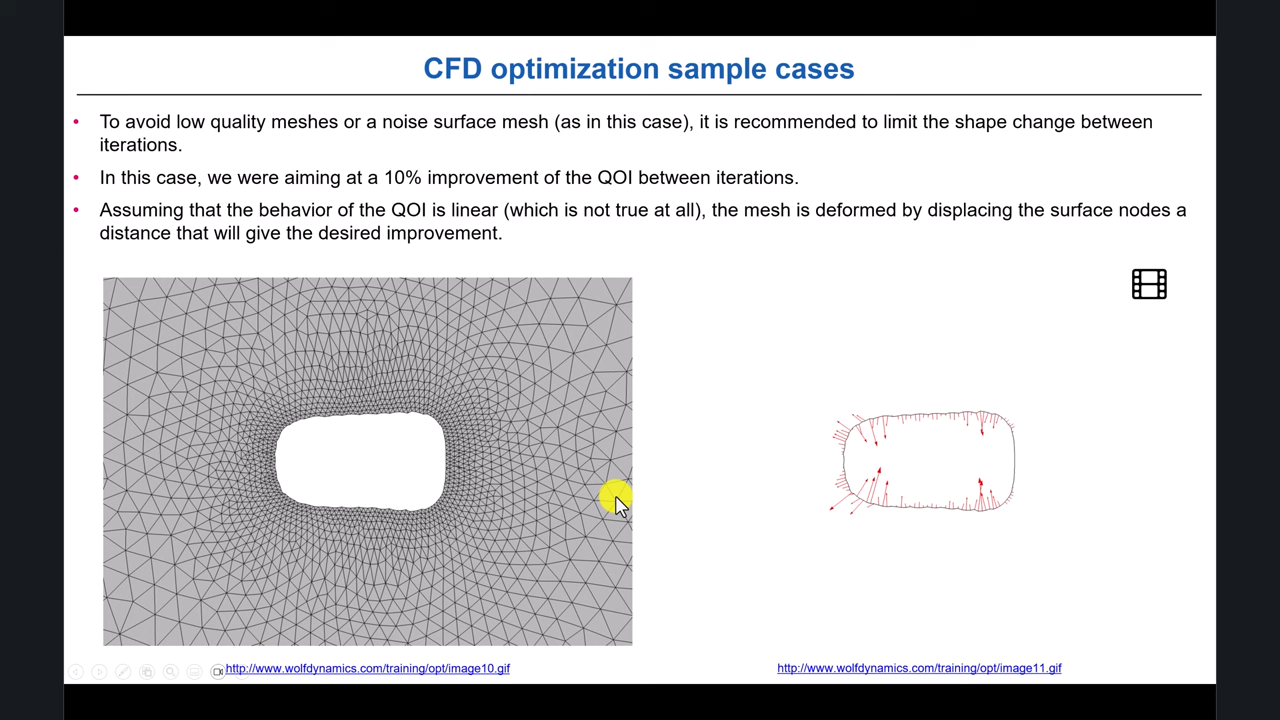 CFD optimization sample cases
• To avoid low quality meshes or a noise surface mesh (as in this case), it is recommended to limit the shape change between
iterations.
• In this case, we were aiming at a 10% improvement of the QOI between iterations.
• Assuming that the behavior of the QOI is linear (which is not true at all), the mesh is deformed by displacing the surface nodes a
distance that will give the desired improvement.
http://www.wolfdynamics.com/training/opt/image10.gif
http://www.wolfdynamics.com/training/opt/image11.gif